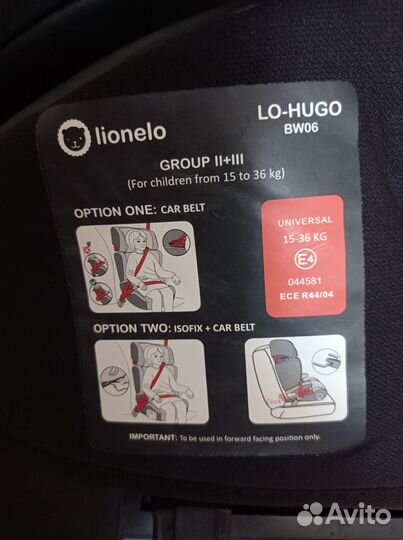 lionelo
LO-HUGO
BW06
GROUP II+III
(For children from 15 to 36 kg)
OPTION ONE: CAR BELT
UNIVERSAL
15-36 KG
E4
044581
ECE R44/04
OPTION TWO: ISOFIX + CAR BELT
Click!
IMPORTANT: To be used in forward facing position only.
Avito